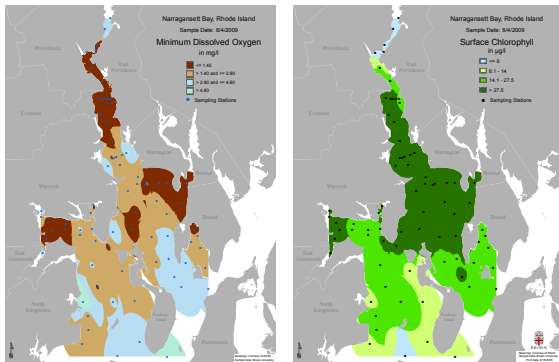 Narragansett Bay, Rhode Island
Sample Date: 8/4/2009
Minimum Dissolved Oxygen
in mg/l
<= 1.40
> 1.40 and <= 2.90
> 2.90 and <= 4.80
> 4.80
Sampling Stations
Providence
East
Providence
Cranston
Barrington
Warren
Warwick
Bristol
East
Greenwich
North
Kingstown
Narragansett Bay, Rhode Island
Sample Date: 8/4/2009
Surface Chlorophyll
in µg/l
<= 8
8.1 - 14
14.1 - 27.5
> 27.5
Sampling Stations
Providence
East
Providence
Cranston
Barrington
Warren
Warwick
Bristol
East
Greenwich
North
Kingstown
BROWN